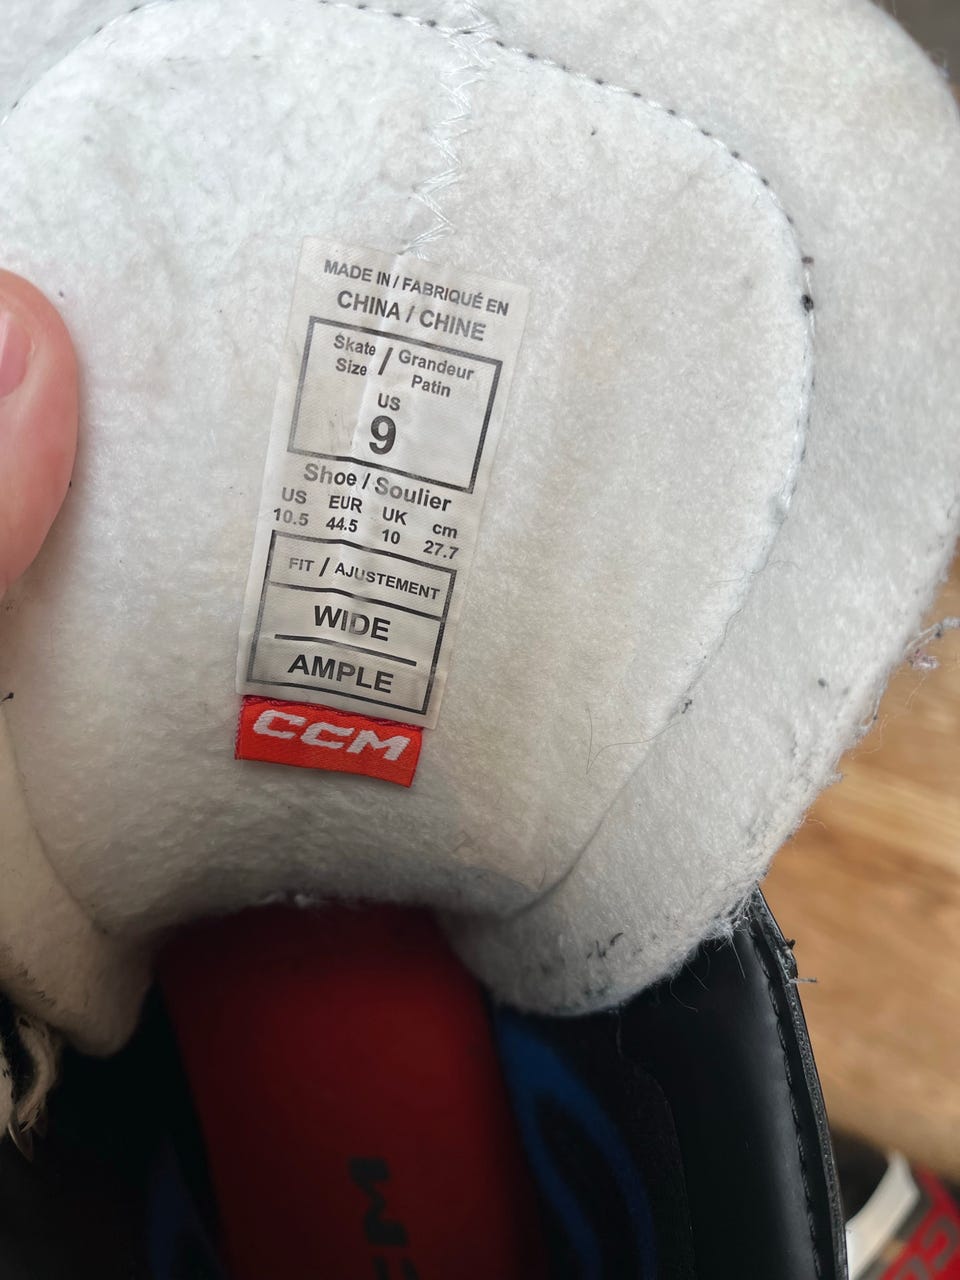 MADE IN / FABRIQUÉ EN
CHINA / CHINE
Skate Size / Grandeur Patin
US
9
Shoe / Soulier
US EUR UK cm
10.5 44.5 10 27.7
FIT / AJUSTEMENT
WIDE
AMPLE
CCM